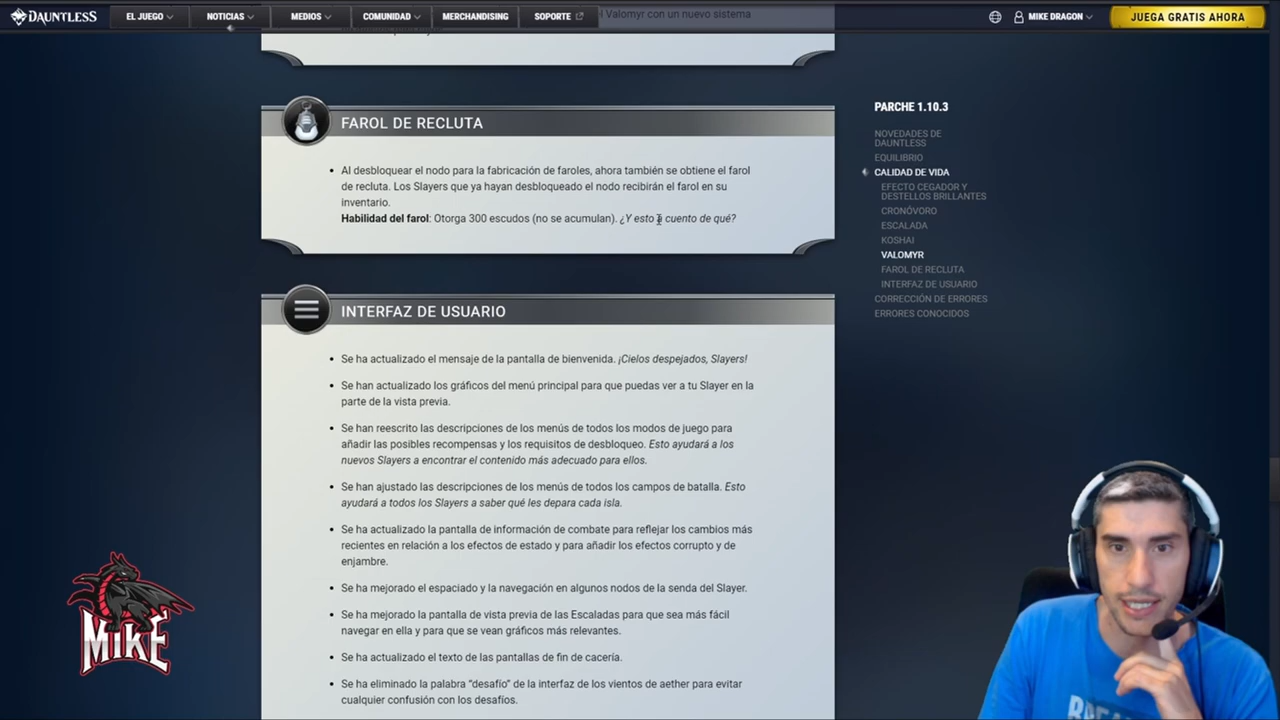 DAUNTLESS
EL JUEGO
NOTICIAS
MEDIOS
COMUNIDAD
MERCHANDISING
SOPORTE
MIKE DRAGON
JUEGA GRATIS AHORA
el Valomyr con un nuevo sistema
FAROL DE RECLUTA
Al desbloquear el nodo para la fabricación de faroles, ahora también se obtiene el farol
de recluta. Los Slayers que ya hayan desbloqueado el nodo recibirán el farol en su
inventario.
Habilidad del farol: Otorga 300 escudos (no se acumulan). ¿Y esto a cuento de qué?
INTERFAZ DE USUARIO
Se ha actualizado el mensaje de la pantalla de bienvenida. ¡Cielos despejados, Slayers!
Se han actualizado los gráficos del menú principal para que puedas ver a tu Slayer en la
parte de la vista previa.
Se han reescrito las descripciones de los menús de todos los modos de juego para
añadir las posibles recompensas y los requisitos de desbloqueo. Esto ayudará a los
nuevos Slayers a encontrar el contenido más adecuado para ellos.
Se han ajustado las descripciones de los menús de todos los campos de batalla. Esto
ayudará a todos los Slayers a saber qué les depara cada isla.
Se ha actualizado la pantalla de información de combate para reflejar los cambios más
recientes en relación a los efectos de estado y para añadir los efectos corrupto y de
enjambre.
Se ha mejorado el espaciado y la navegación en algunos nodos de la senda del Slayer.
Se ha mejorado la pantalla de vista previa de las Escaladas para que sea más fácil
navegar en ella y para que se vean gráficos más relevantes.
Se ha actualizado el texto de las pantallas de fin de cacería.
Se ha eliminado la palabra “desafío” de la interfaz de los vientos de aether para evitar
cualquier confusión con los desafíos.
PARCHE 1.10.3
NOVEDADES DE
DAUNTLESS
EQUILIBRIO
CALIDAD DE VIDA
EFECTO CEGADOR Y
DESTELLOS BRILLANTES
CRONÓVORO
ESCALADA
KOSHAI
VALOMYR
FAROL DE RECLUTA
INTERFAZ DE USUARIO
CORRECCIÓN DE ERRORES
ERRORES CONOCIDOS
MIKE